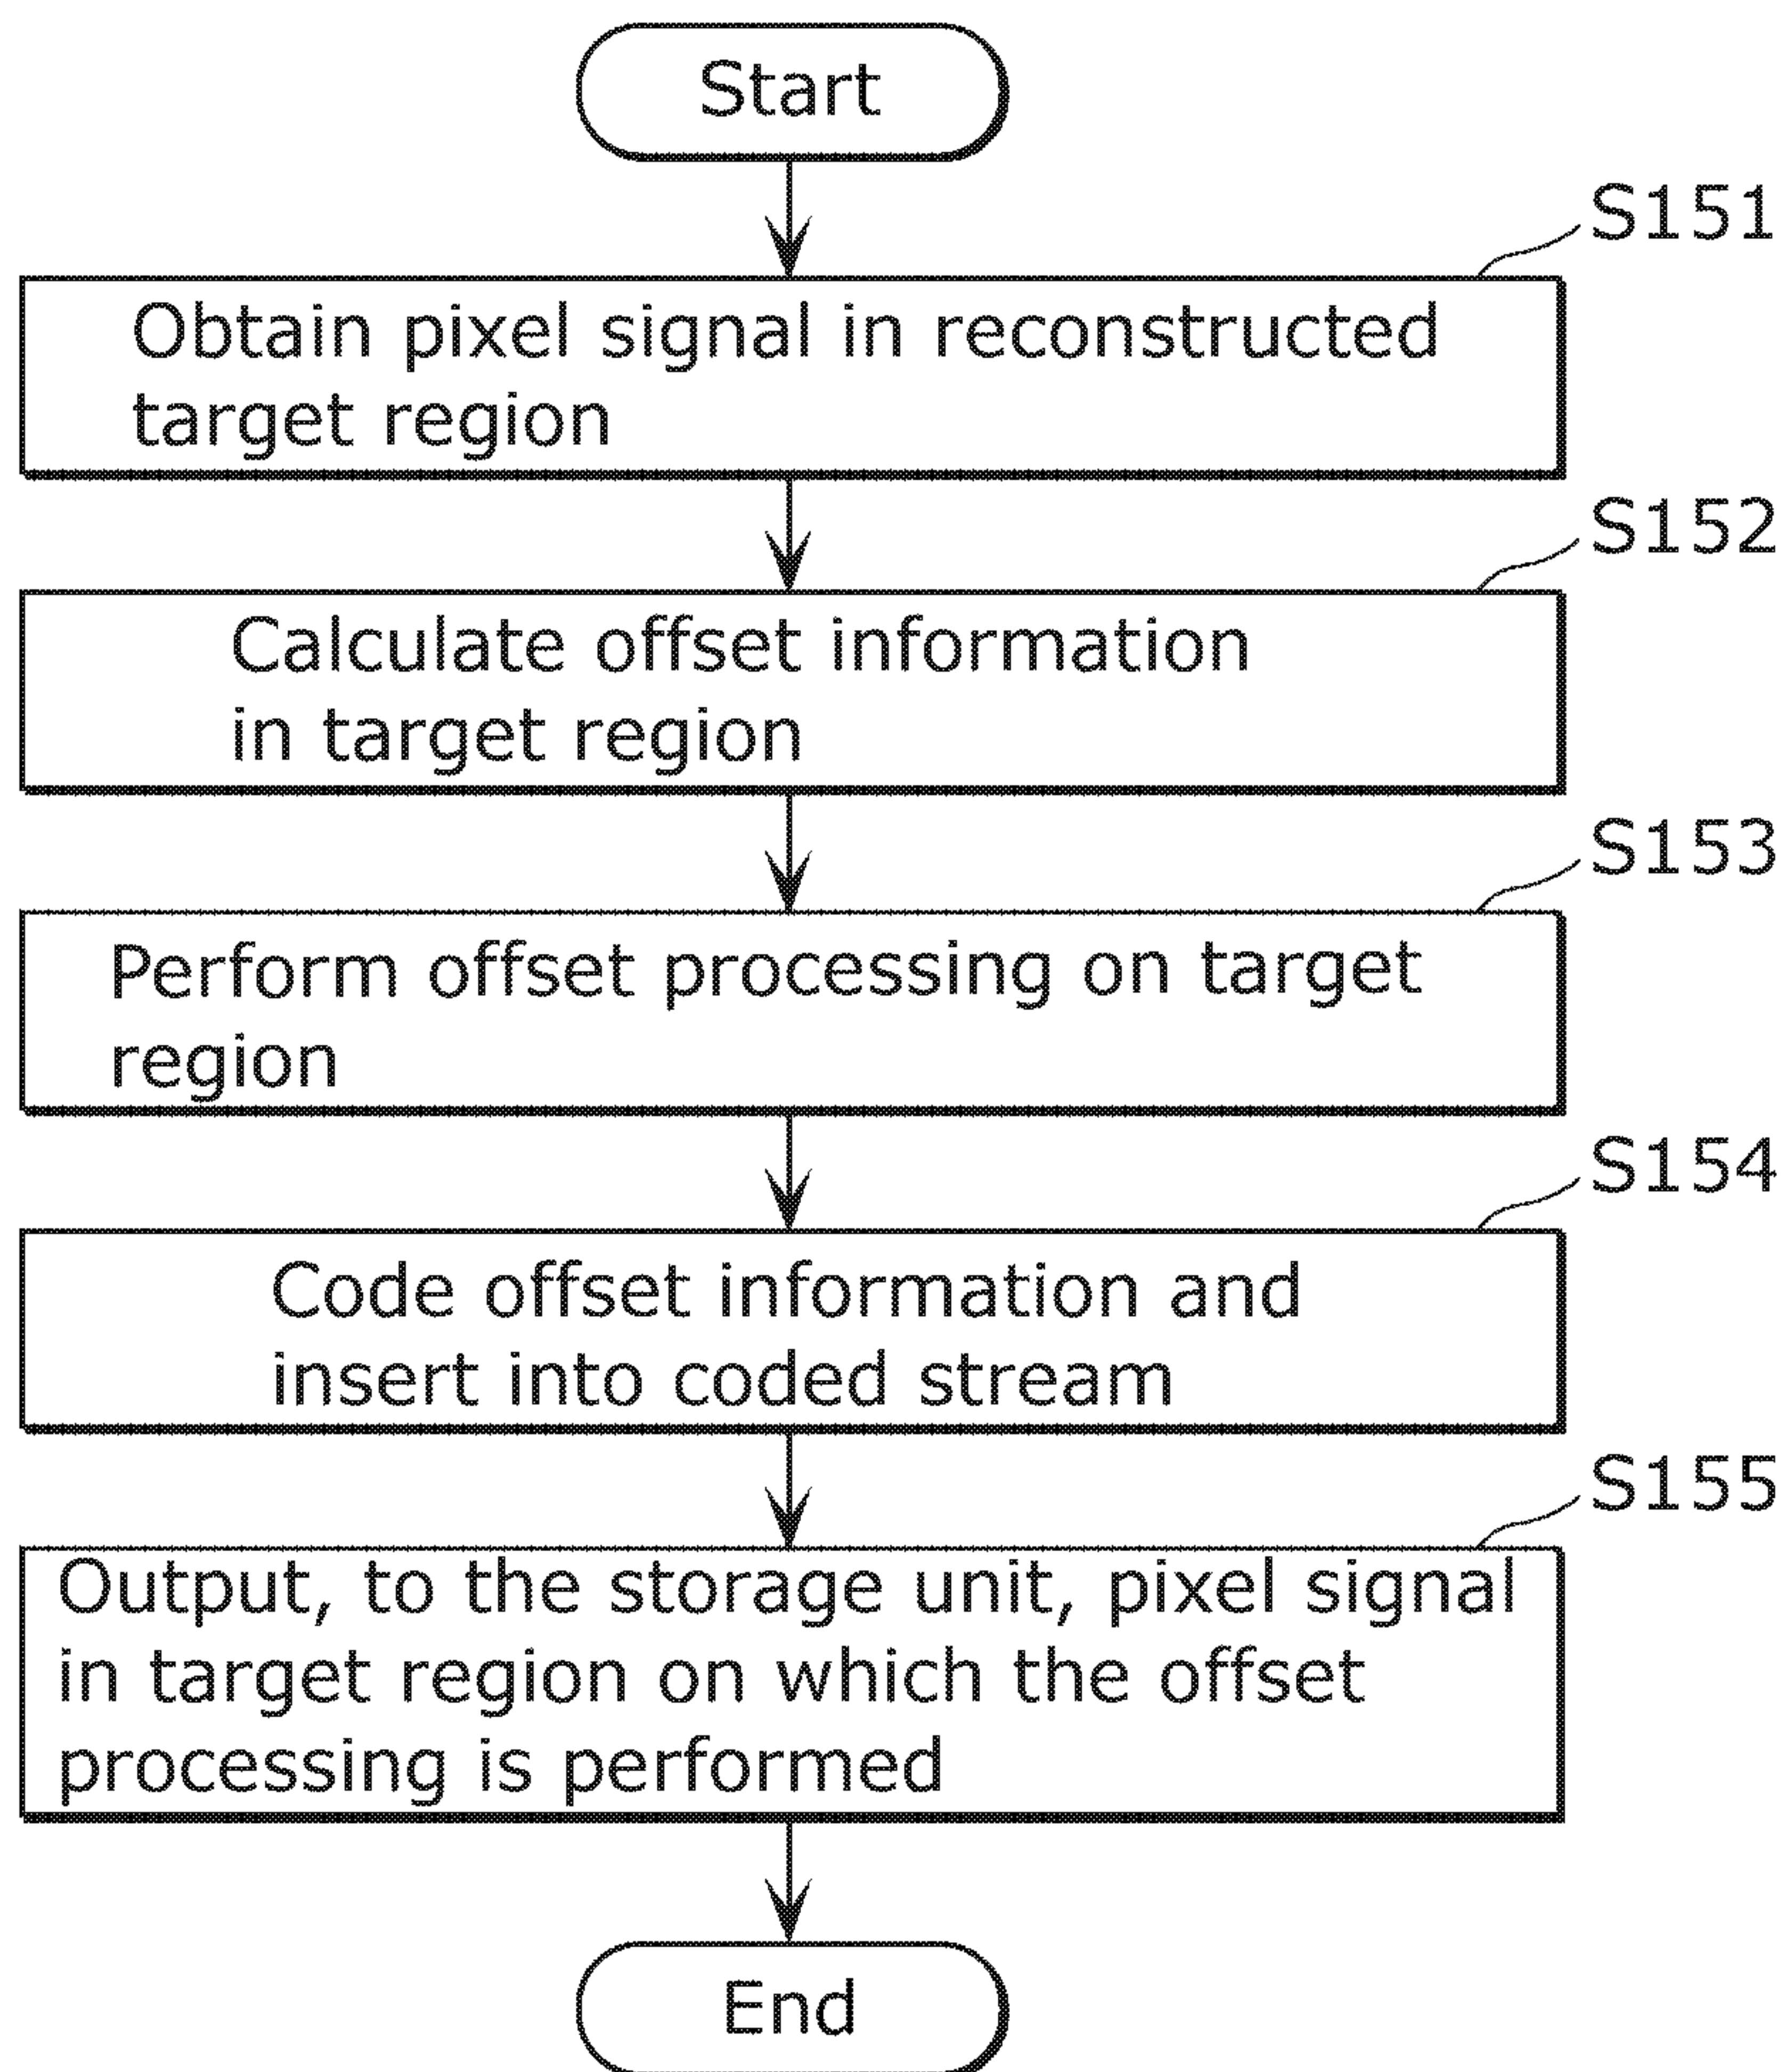 Start
S151
Obtain pixel signal in reconstructed
target region
S152
Calculate offset information
in target region
S153
Perform offset processing on target
region
S154
Code offset information and
insert into coded stream
S155
Output, to the storage unit, pixel signal
in target region on which the offset
processing is performed
End